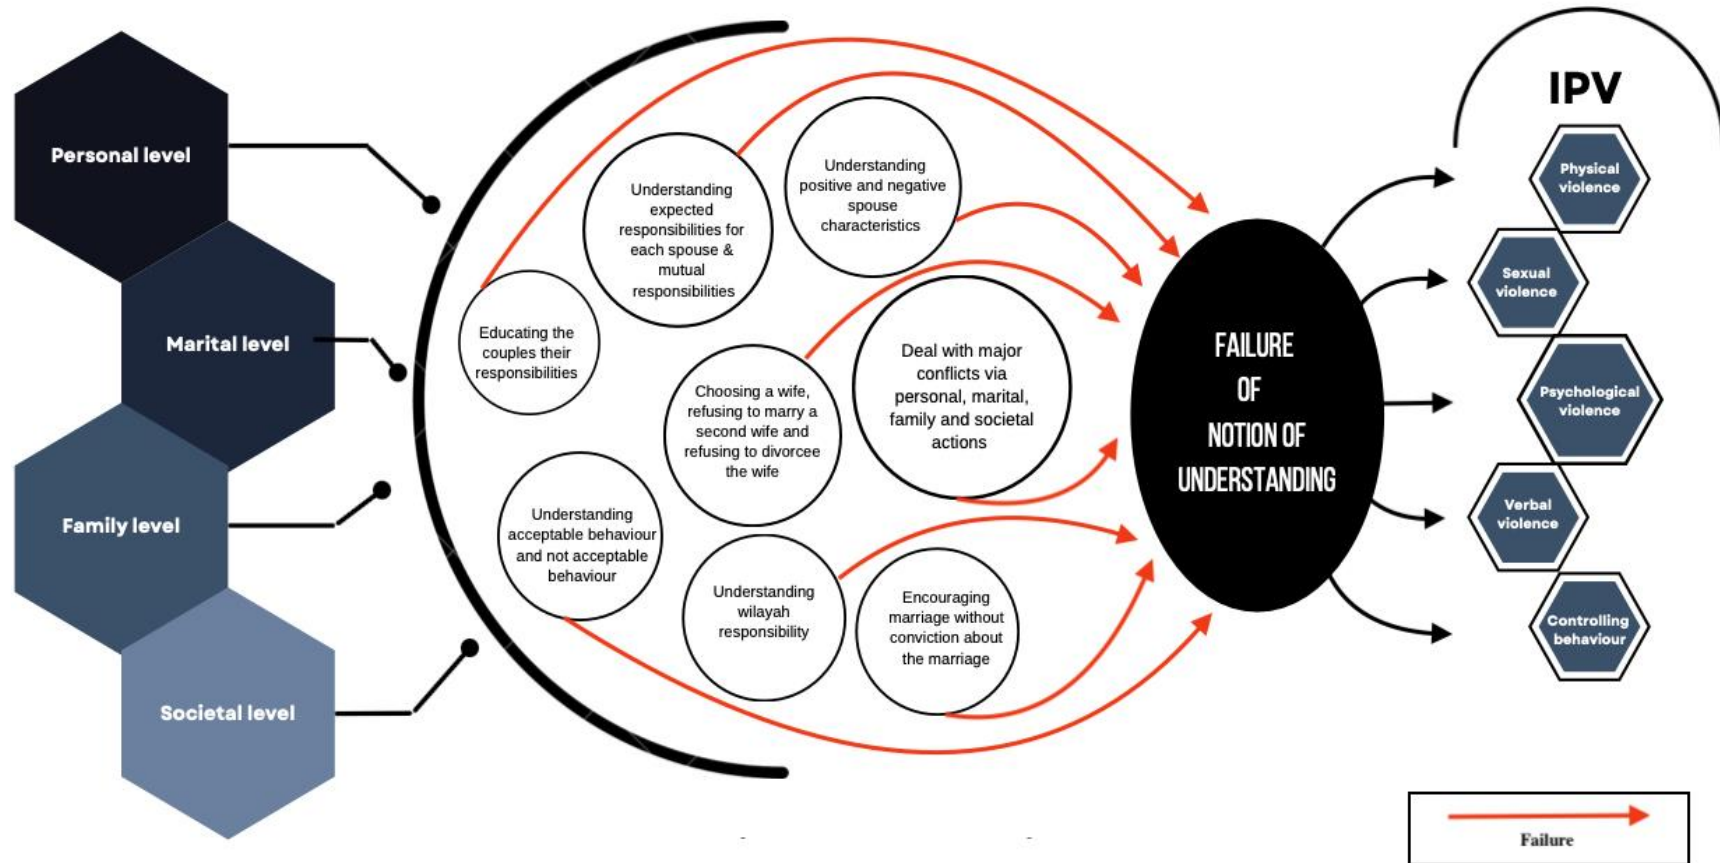 Personal level
Marital level
Family level
Societal level
Educating the
couples their
responsibilities
Understanding
expected
responsibilities for
each spouse &
mutual
responsibilities
Understanding
positive and negative
spouse
characteristics
Choosing a wife,
refusing to marry a
second wife and
refusing to divorcee
the wife
Deal with major
conflicts via
personal, marital,
family and societal
actions
Understanding
acceptable behaviour
and not acceptable
behaviour
Understanding
wilayah
responsibility
Encouraging
marriage without
conviction about
the marriage
FAILURE
OF
NOTION OF
UNDERSTANDING
IPV
Physical
violence
Sexual
violence
Psychological
violence
Verbal
violence
Controlling
behaviour
Failure